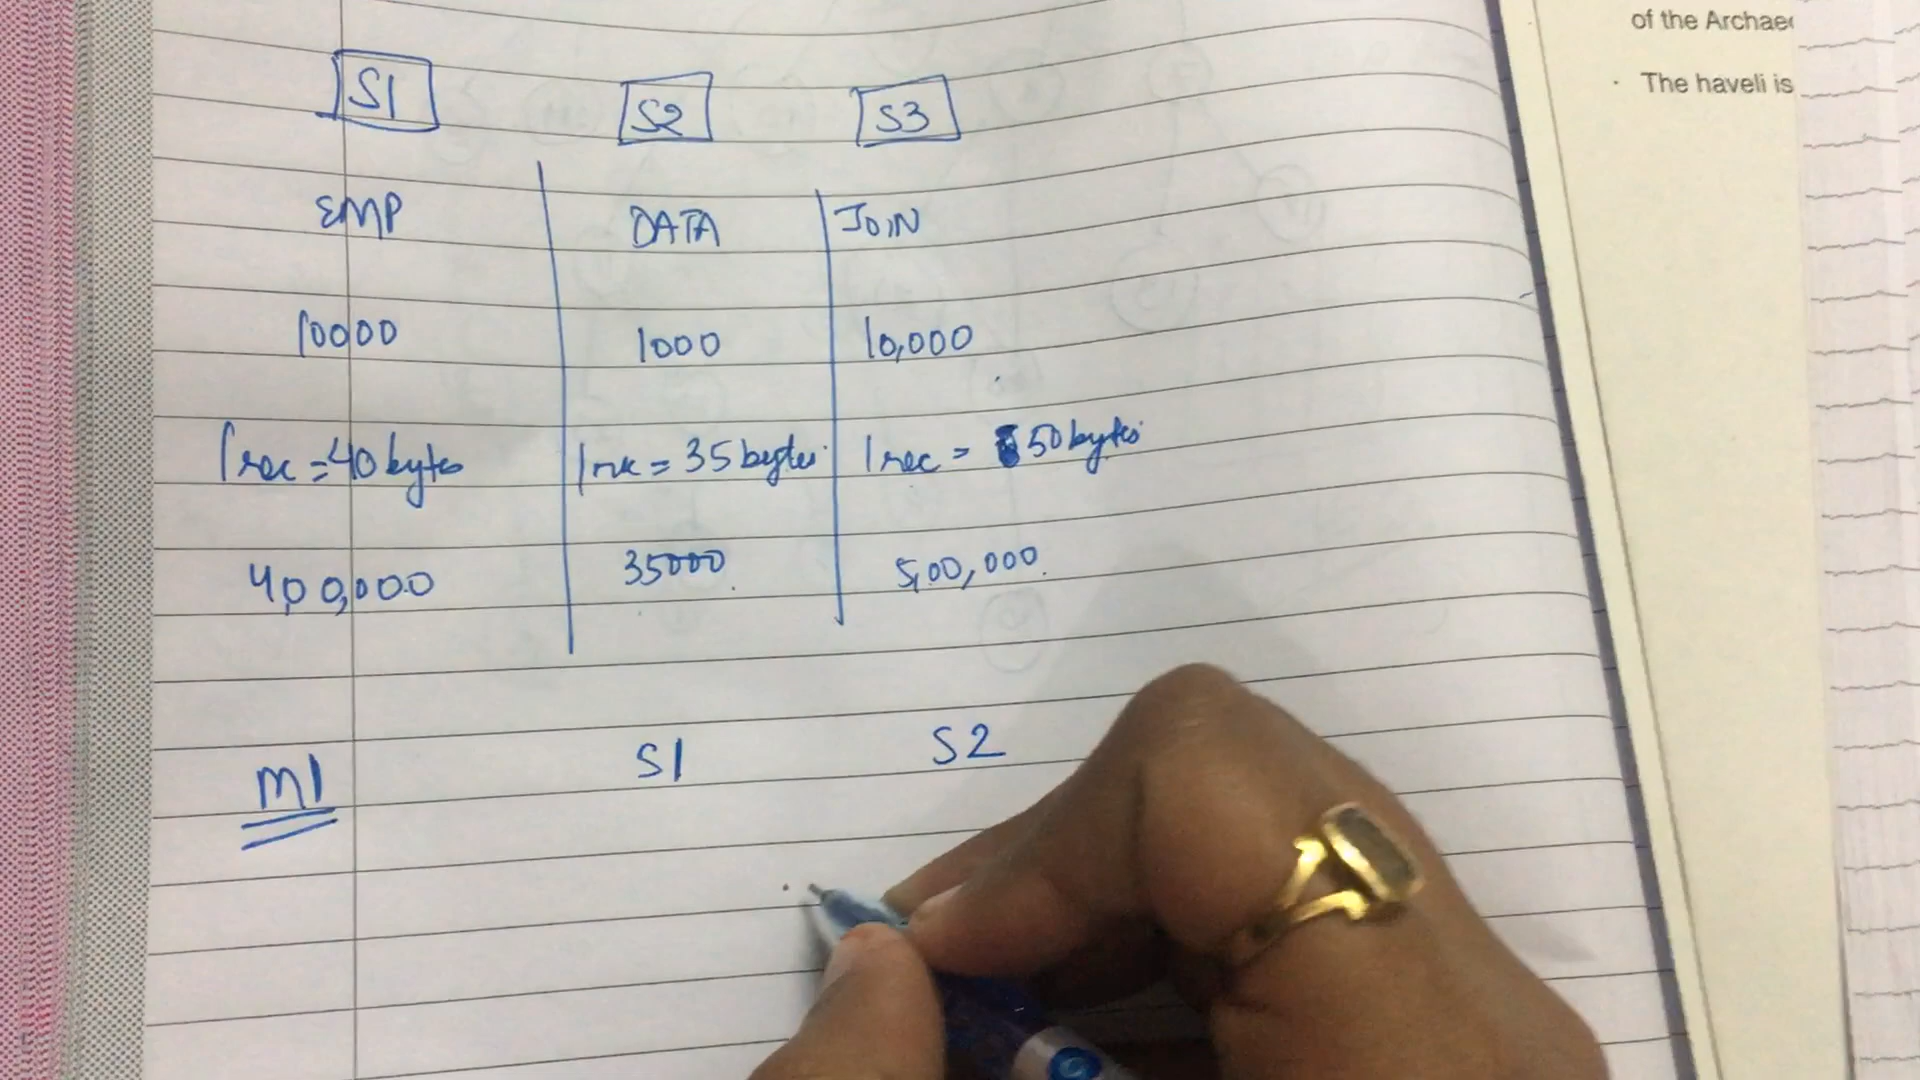 S1 S2 S3
EMP DATA JOIN
10000 1000 10,000
1 rec = 40 bytes 1 rec = 35 bytes 1 rec = 50 bytes
4,00,000 35000 5,00,000
M1 S1 S2
of the Archaeo
· The haveli is